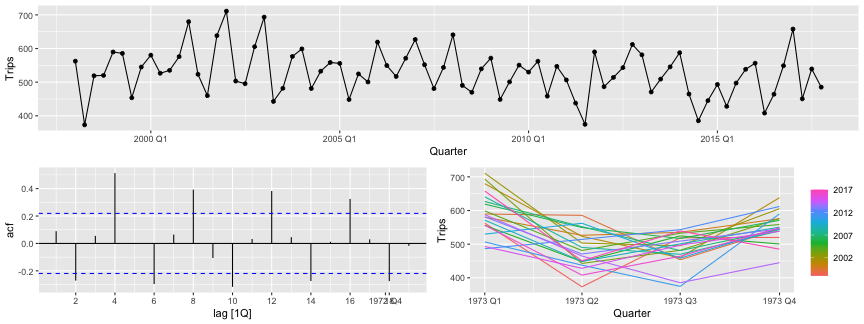 700
600
500
400
Trips
2000 Q1
2005 Q1
2010 Q1
2015 Q1
Quarter
0.4
0.2
0.0
-0.2
acf
2
4
6
8
10
12
14
16
lag [1Q]
700
600
500
400
Trips
1973 Q1
1973 Q2
1973 Q3
1973 Q4
Quarter
2017
2012
2007
2002